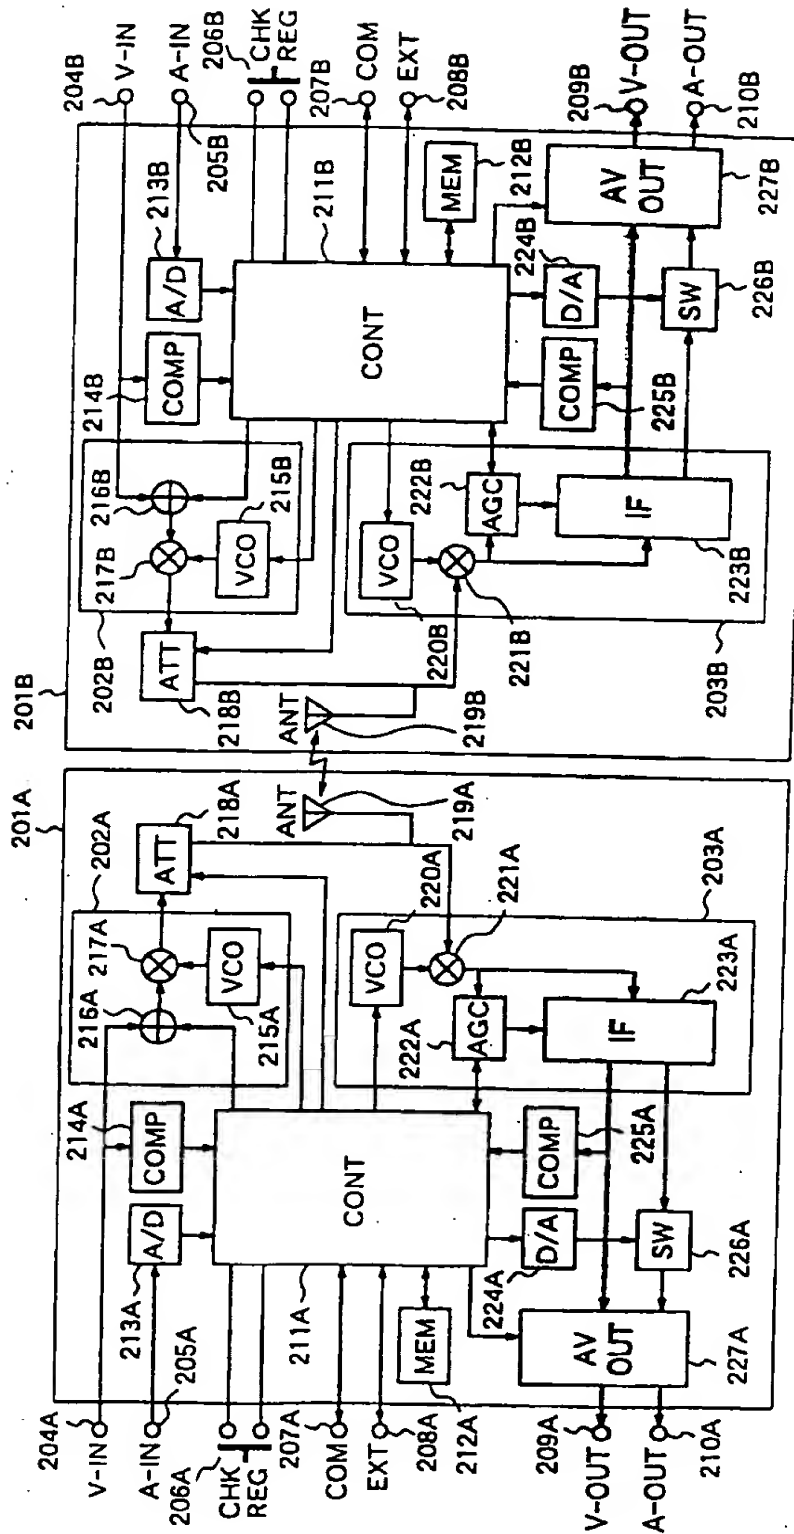 201A
204A
V-IN
A-IN
205A
206A
CHK
REG
207A
COM
EXT
208A
212A
209A
V-OUT
A-OUT
210A
213A
A/D
214A
COMP
216A
217A
202A
218A
ATT
VCO
215A
211A
CONT
MEM
ANT
219A
VCO
220A
221A
222A
AGC
203A
224A
D/A
COMP
225A
IF
223A
AV
OUT
227A
SW
226A
201B
204B
V-IN
A-IN
205B
206B
CHK
REG
207B
COM
EXT
208B
209B
V-OUT
A-OUT
210B
213B
A/D
214B
COMP
216B
217B
202B
ATT
218B
VCO
215B
211B
CONT
MEM
212B
ANT
219B
VCO
220B
221B
222B
AGC
203B
224B
D/A
COMP
225B
IF
223B
AV
OUT
227B
SW
226B